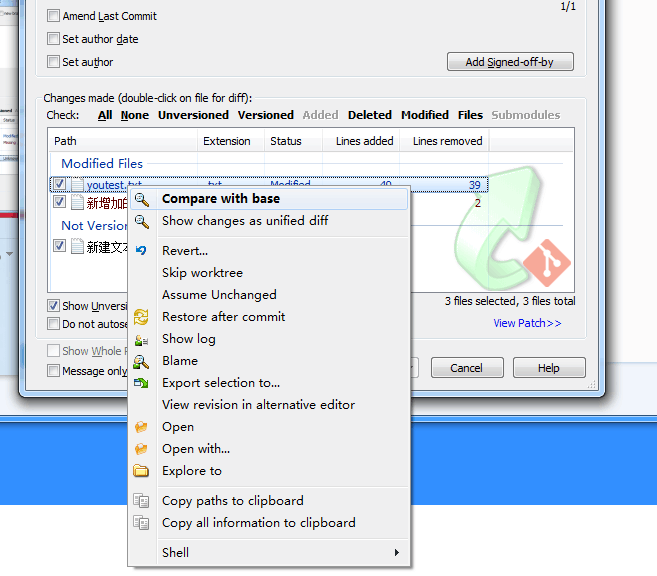 Amend Last Commit
1/1
Set author date
Set author
Add Signed-off-by
Changes made (double-click on file for diff):
Check: All None Unversioned Versioned Added Deleted Modified Files Submodules
Path Extension Status Lines added Lines removed
Modified Files
youtest.txt .txt Modified 40 39
新增加的 2
Not Versio
新建文本
Compare with base
Show changes as unified diff
Revert...
Skip worktree
Assume Unchanged
Restore after commit
Show log
Blame
Export selection to...
View revision in alternative editor
Open
Open with...
Explore to
Copy paths to clipboard
Copy all information to clipboard
Shell
Show Unversi
3 files selected, 3 files total
Do not autose
View Patch>>
Show Whole P
Message only
Cancel
Help